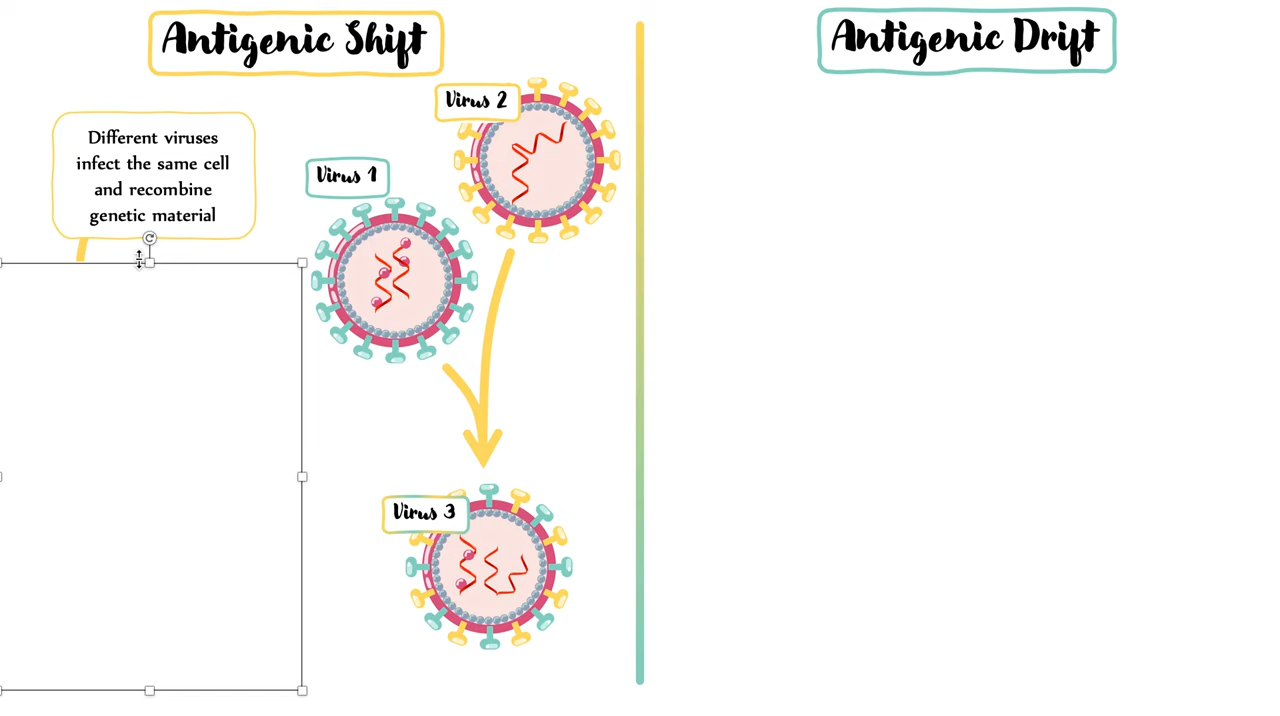 Antigenic Shift
Antigenic Drift
Virus 2
Different viruses
infect the same cell
and recombine
genetic material
Virus 1
Virus 3